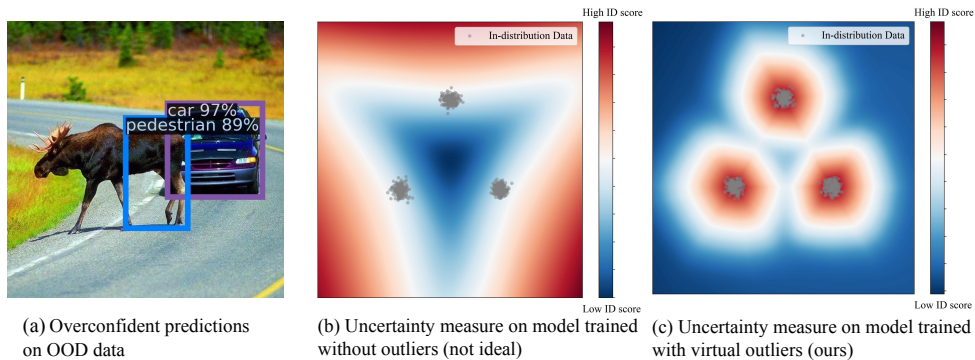 car 97%
pedestrian 89%
(a) Overconfident predictions
on OOD data
High ID score
In-distribution Data
Low ID score
(b) Uncertainty measure on model trained
without outliers (not ideal)
High ID score
In-distribution Data
Low ID score
(c) Uncertainty measure on model trained
with virtual outliers (ours)